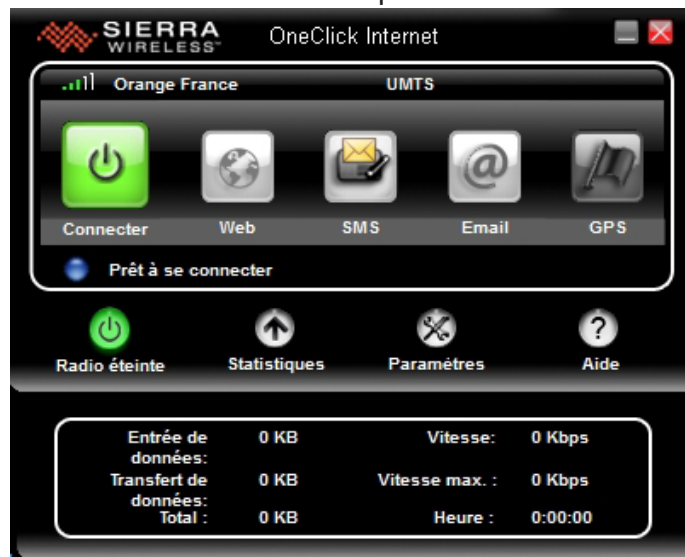 SIERRA
WIRELESS™
OneClick Internet
Orange France UMTS
Connecter Web SMS Email GPS
Prêt à se connecter
Radio éteinte Statistiques Paramètres Aide
Entrée de données: 0 KB Vitesse: 0 Kbps
Transfert de données: 0 KB Vitesse max. : 0 Kbps
Total : 0 KB Heure : 0:00:00